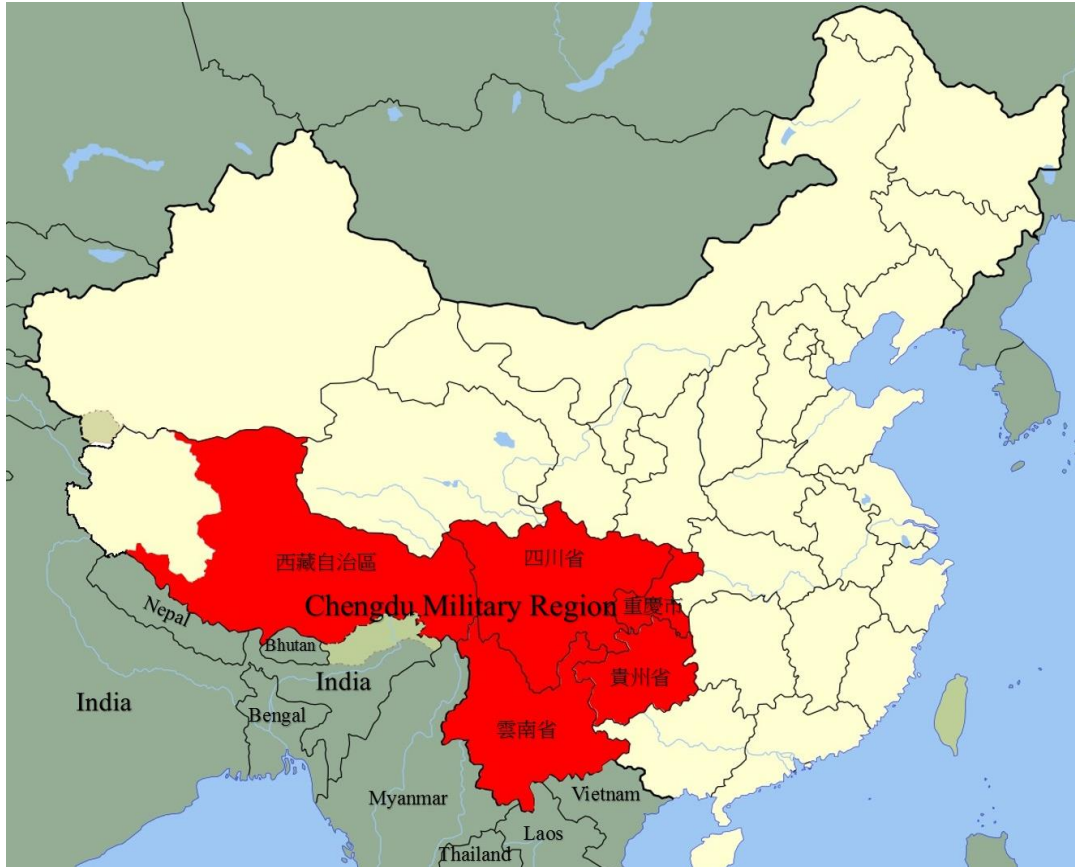 四川省
西藏自治區
Chengdu Military Region
重慶市
Nepal
Bhutan
貴州省
India
India
Bengal
雲南省
Vietnam
Myanmar
Laos
Thailand